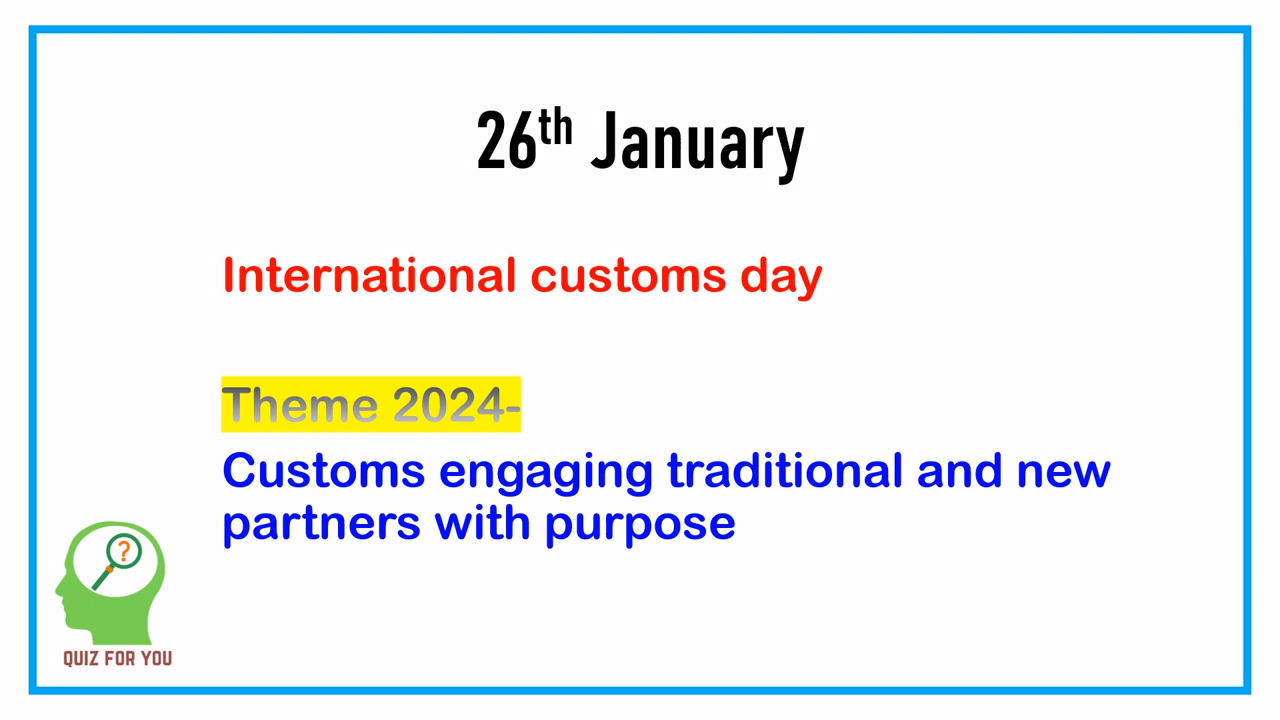 26th January
International customs day
Theme 2024-
Customs engaging traditional and new
partners with purpose
?
QUIZ FOR YOU